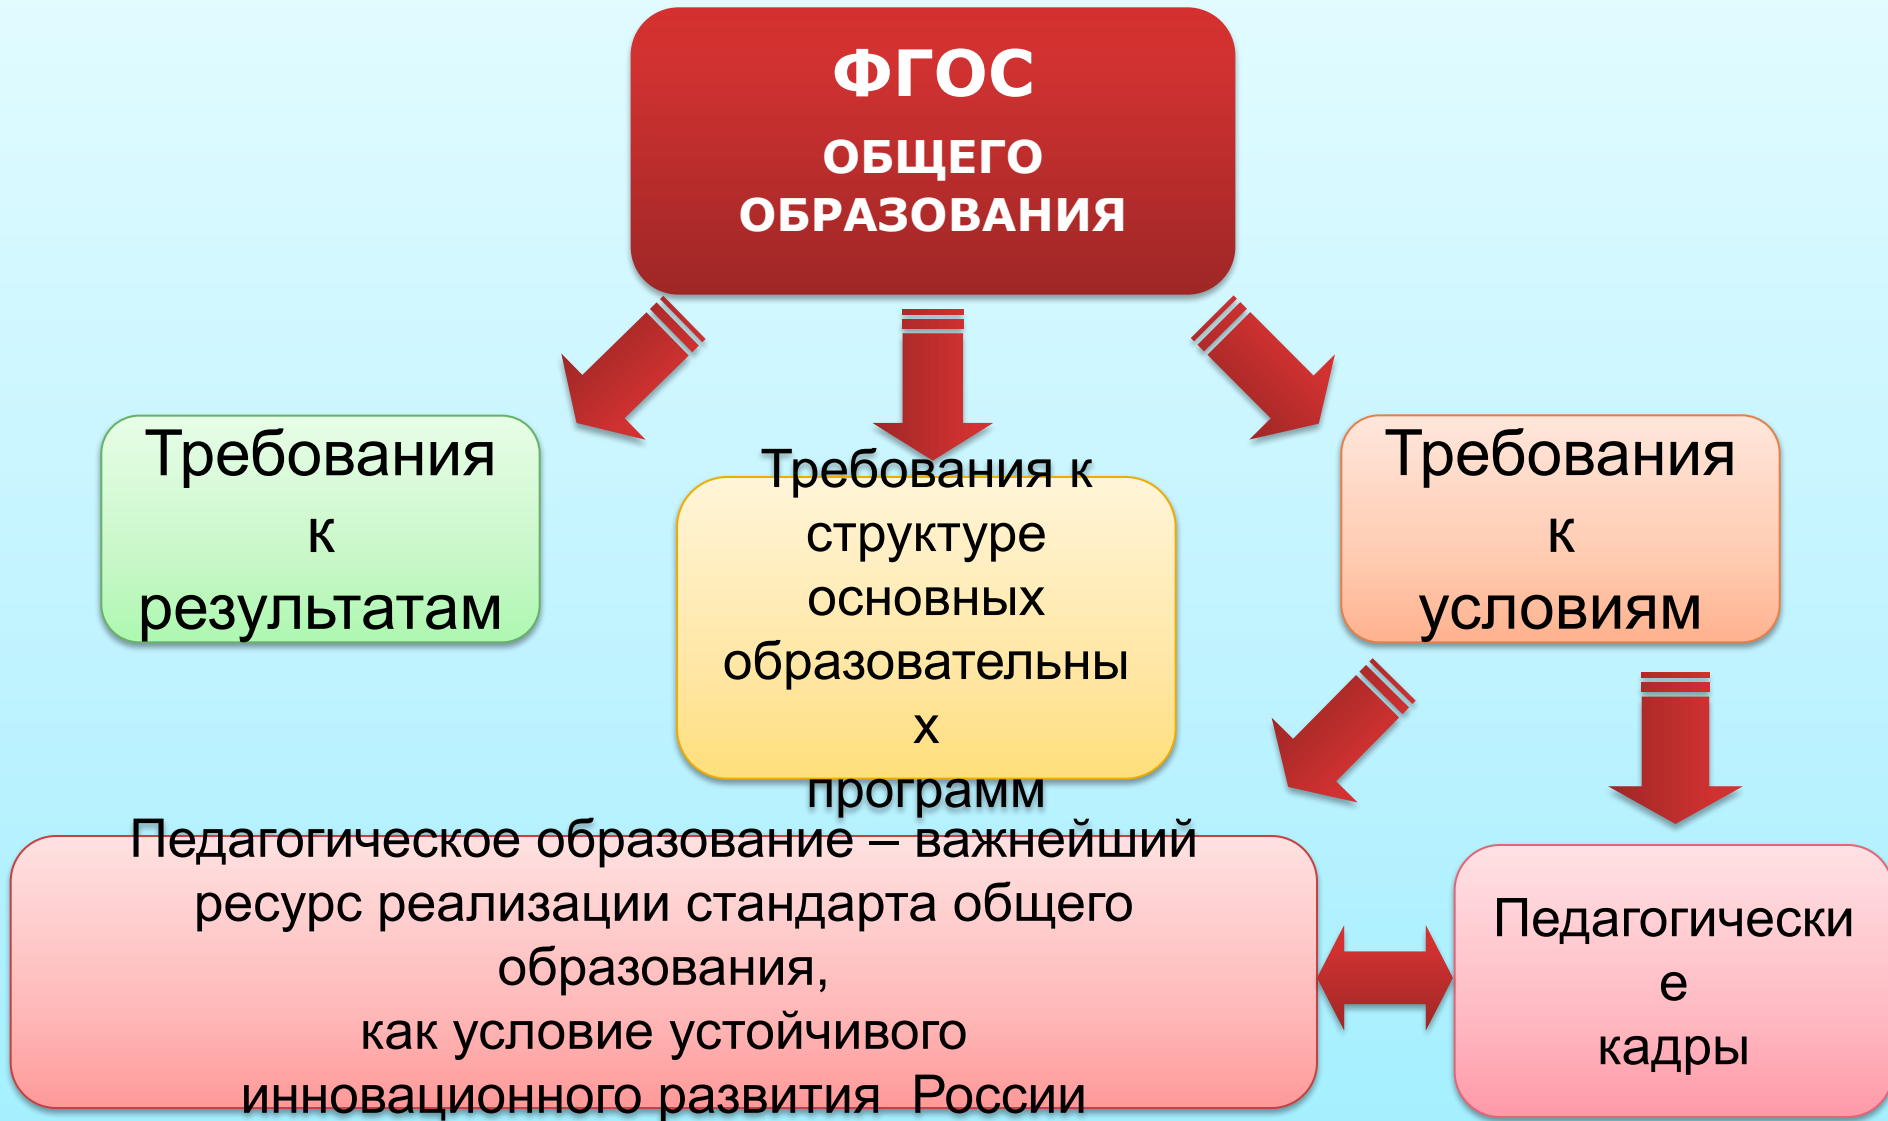 ФГОС
ОБЩЕГО
ОБРАЗОВАНИЯ
Требования
к
результатам
Требования к
структуре
основных
образовательны
х
программ
Требования
к
условиям
Педагогическое образование – важнейший
ресурс реализации стандарта общего
образования,
как условие устойчивого
инновационного развития  России
Педагогически
е
кадры